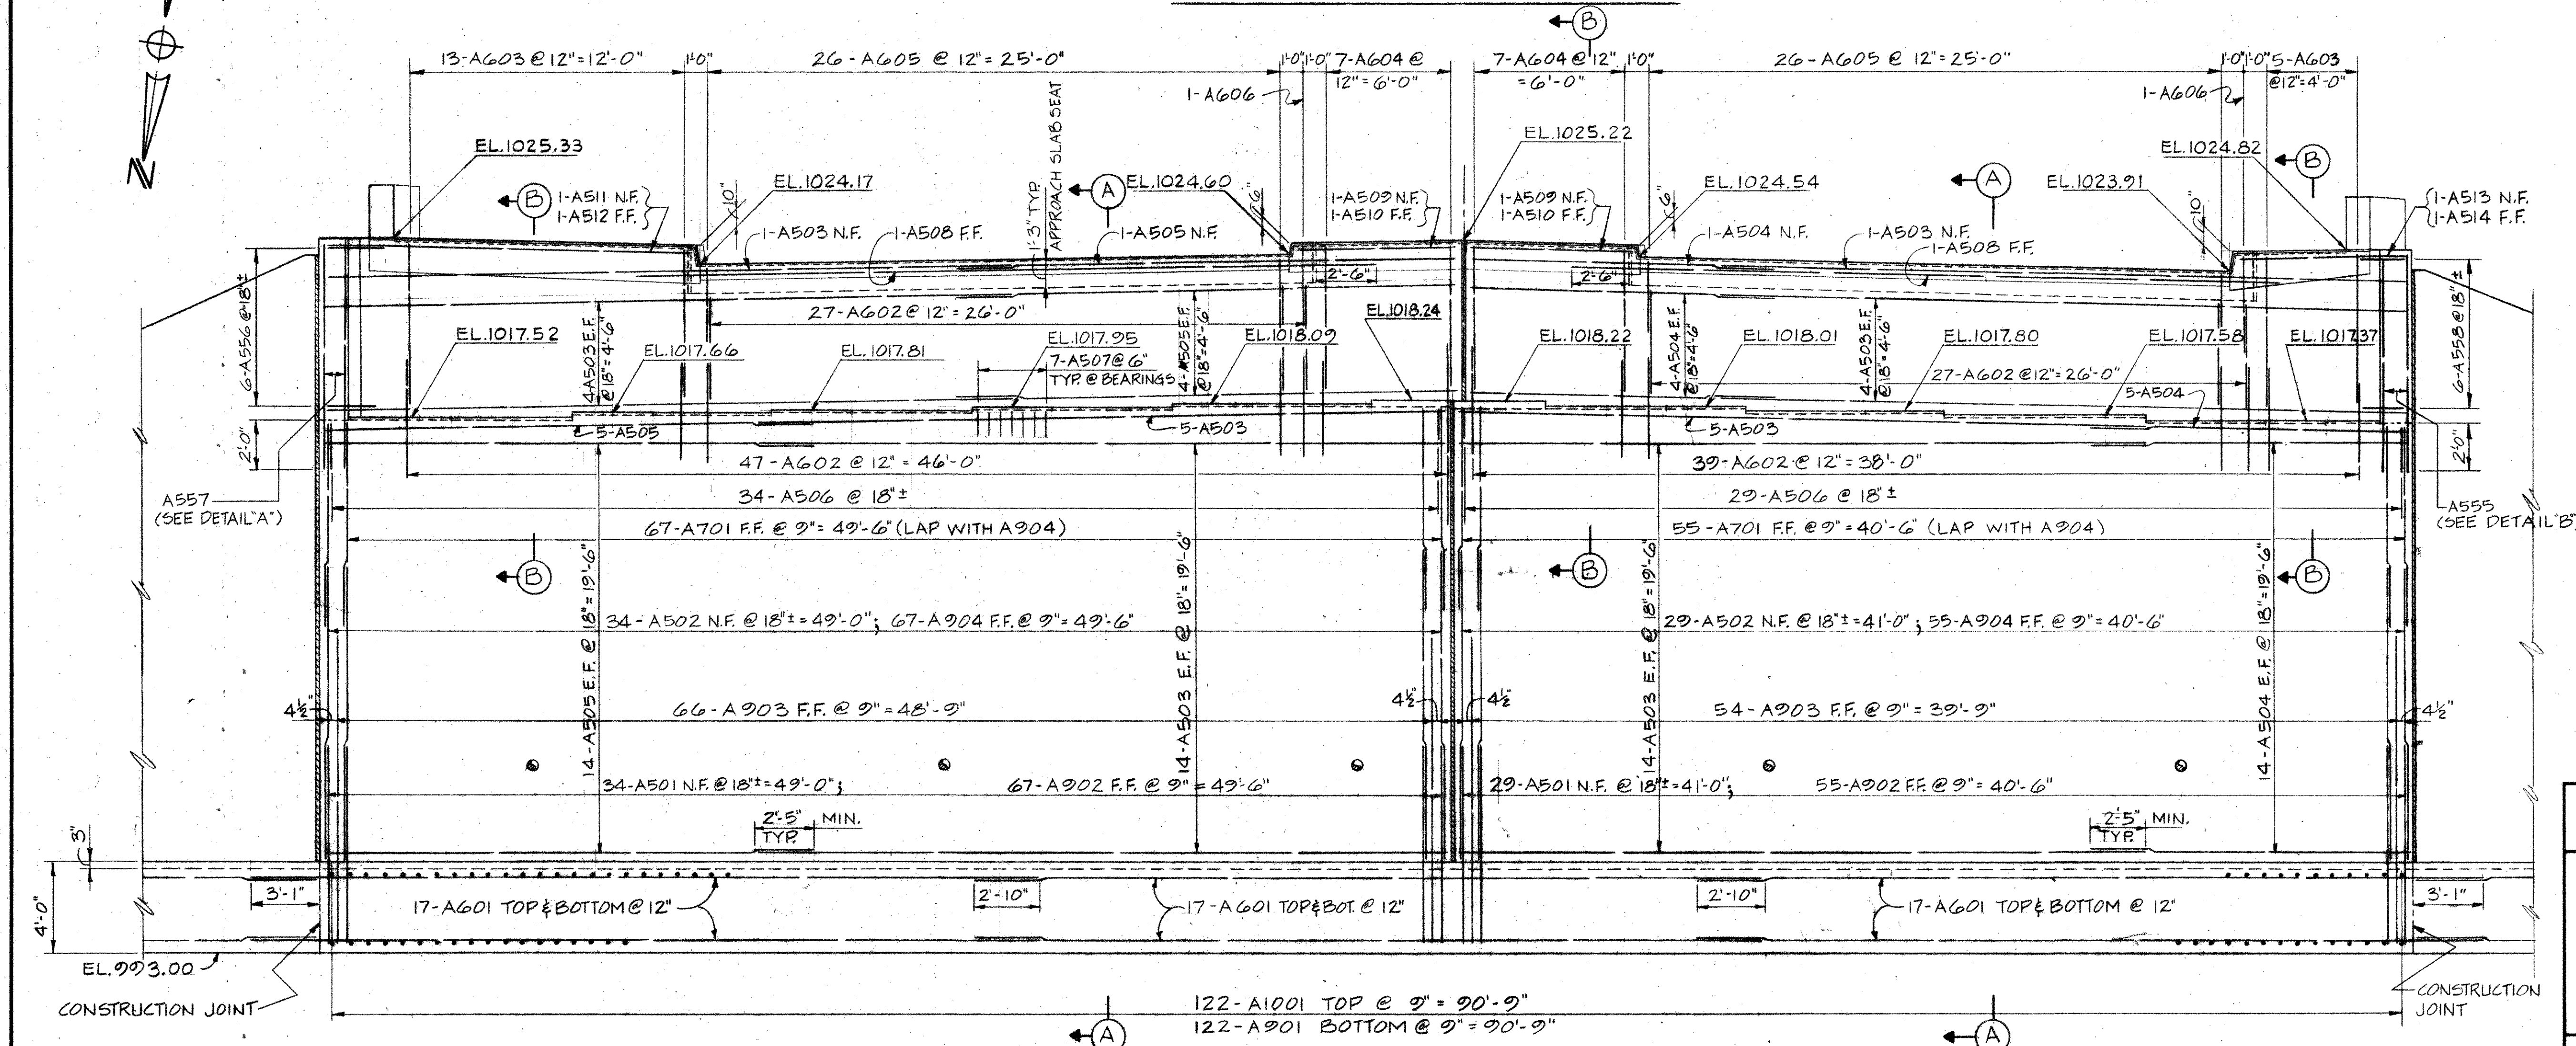 B
13-A603 @ 12" = 12'-0"
1'-0"
26 - A605 @ 12" = 25'-0"
1'-0"
1'-0"
7-A604 @
12" = 6'-0"
7-A604 @ 12"
= 6'-0"
1'-0"
26 - A605 @ 12" = 25'-0"
1'-0"
1'-0"
5-A603
@12"=4'-0"
1-A606
1-A606
N
EL.1025.33
B
1-A511 N.F.
1-A512 F.F.
10"
EL.1024.17
1'-3" TYP.
APPROACH SLAB SEAT
A
EL.1024.60
6"
1-A509 N.F.
1-A510 F.F.
EL.1025.22
1-A509 N.F.
1-A510 F.F.
6"
EL.1024.54
A
EL.1023.91
10"
EL.1024.82
B
1-A513 N.F.
1-A514 F.F.
1-A503 N.F.
1-A508 F.F.
1-A505 N.F.
1-A504 N.F.
1-A503 N.F.
1-A508 F.F.
2'-6"
2'-6"
6-A556 @ 18"±
27-A602 @ 12" = 26'-0"
EL.1017.52
4-A503 E.F.
@ 18"=4'-6"
EL.1017.66
EL.1017.81
EL.1017.95
7-A507 @ 6"
TYP. @ BEARINGS
4-A505 E.F.
@ 18"=4'-6"
EL.1018.09
EL.1018.24
EL.1018.22
4-A504 E.F.
@ 18"=4'-6"
EL.1018.01
4-A503 E.F.
@ 18"=4'-6"
EL.1017.80
EL.1017.58
EL.1017.37
27-A602 @ 12" = 26'-0"
6-A558 @ 18"±
5-A504
5-A505
5-A503
5-A503
2'-0"
2'-0"
47-A602 @ 12" = 46'-0"
39-A602 @ 12" = 38'-0"
A557
(SEE DETAIL "A")
34-A506 @ 18"±
29-A506 @ 18"±
A555
(SEE DETAIL "B")
67-A701 F.F. @ 9" = 49'-6" (LAP WITH A904)
55-A701 F.F. @ 9" = 40'-6" (LAP WITH A904)
B
14-A505 E.F. @ 18"=19'-6"
14-A503 E.F. @ 18"=19'-6"
B
14-A503 E.F. @ 18"=19'-6"
14-A504 E.F. @ 18"=19'-6"
B
34-A502 N.F. @ 18"± = 49'-0"; 67-A904 F.F. @ 9" = 49'-6"
29-A502 N.F. @ 18"± = 41'-0"; 55-A904 F.F. @ 9" = 40'-6"
4½"
66-A903 F.F. @ 9" = 48'-9"
4½"
4½"
54-A903 F.F. @ 9" = 39'-9"
4½"
34-A501 N.F. @ 18"± = 49'-0";
67-A902 F.F. @ 9" = 49'-6"
29-A501 N.F. @ 18"± = 41'-0";
55-A902 F.F. @ 9" = 40'-6"
2'-5" MIN.
TYP.
2'-5" MIN.
TYP.
3"
4'-0"
3'-1"
17-A601 TOP & BOTTOM @ 12"
2'-10"
17-A601 TOP & BOT. @ 12"
2'-10"
17-A601 TOP & BOTTOM @ 12"
3'-1"
EL.993.00
CONSTRUCTION JOINT
CONSTRUCTION
JOINT
122-A1001 TOP @ 9" = 90'-9"
122-A901 BOTTOM @ 9" = 90'-9"
A
A